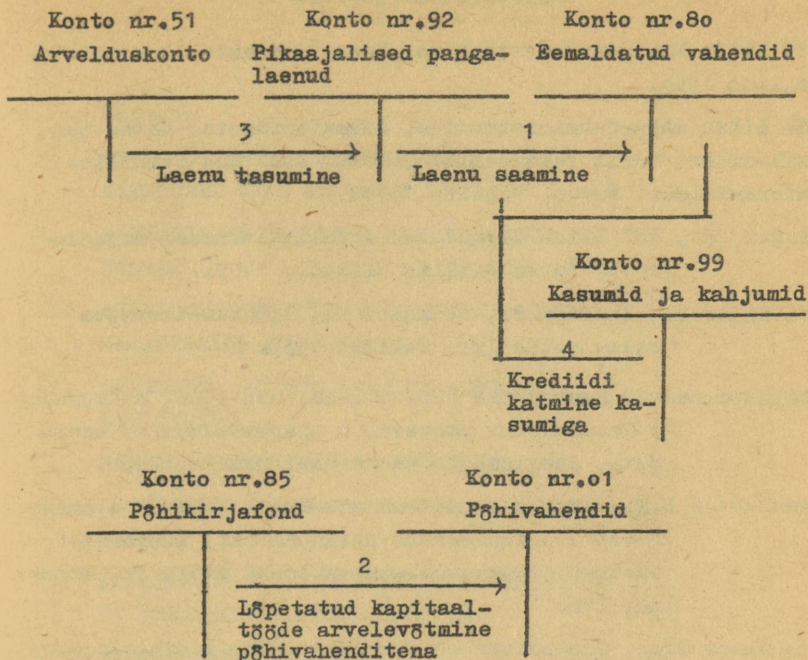 Konto nr.51 Konto nr.92 Konto nr.8o
Arvelduskonto Pikaajalised panga- Eemaldatud vahendid
laenud
3 1
Laenu tasumine Laenu saamine
Konto nr.99
Kasumid ja kahjumid
4
Krediidi
katmine ka-
sumiga
Konto nr.85 Konto nr.o1
Põhikirjafond Põhivahendid
2
Lõpetatud kapitaal-
tööde arvelevõtmine
põhivahenditena